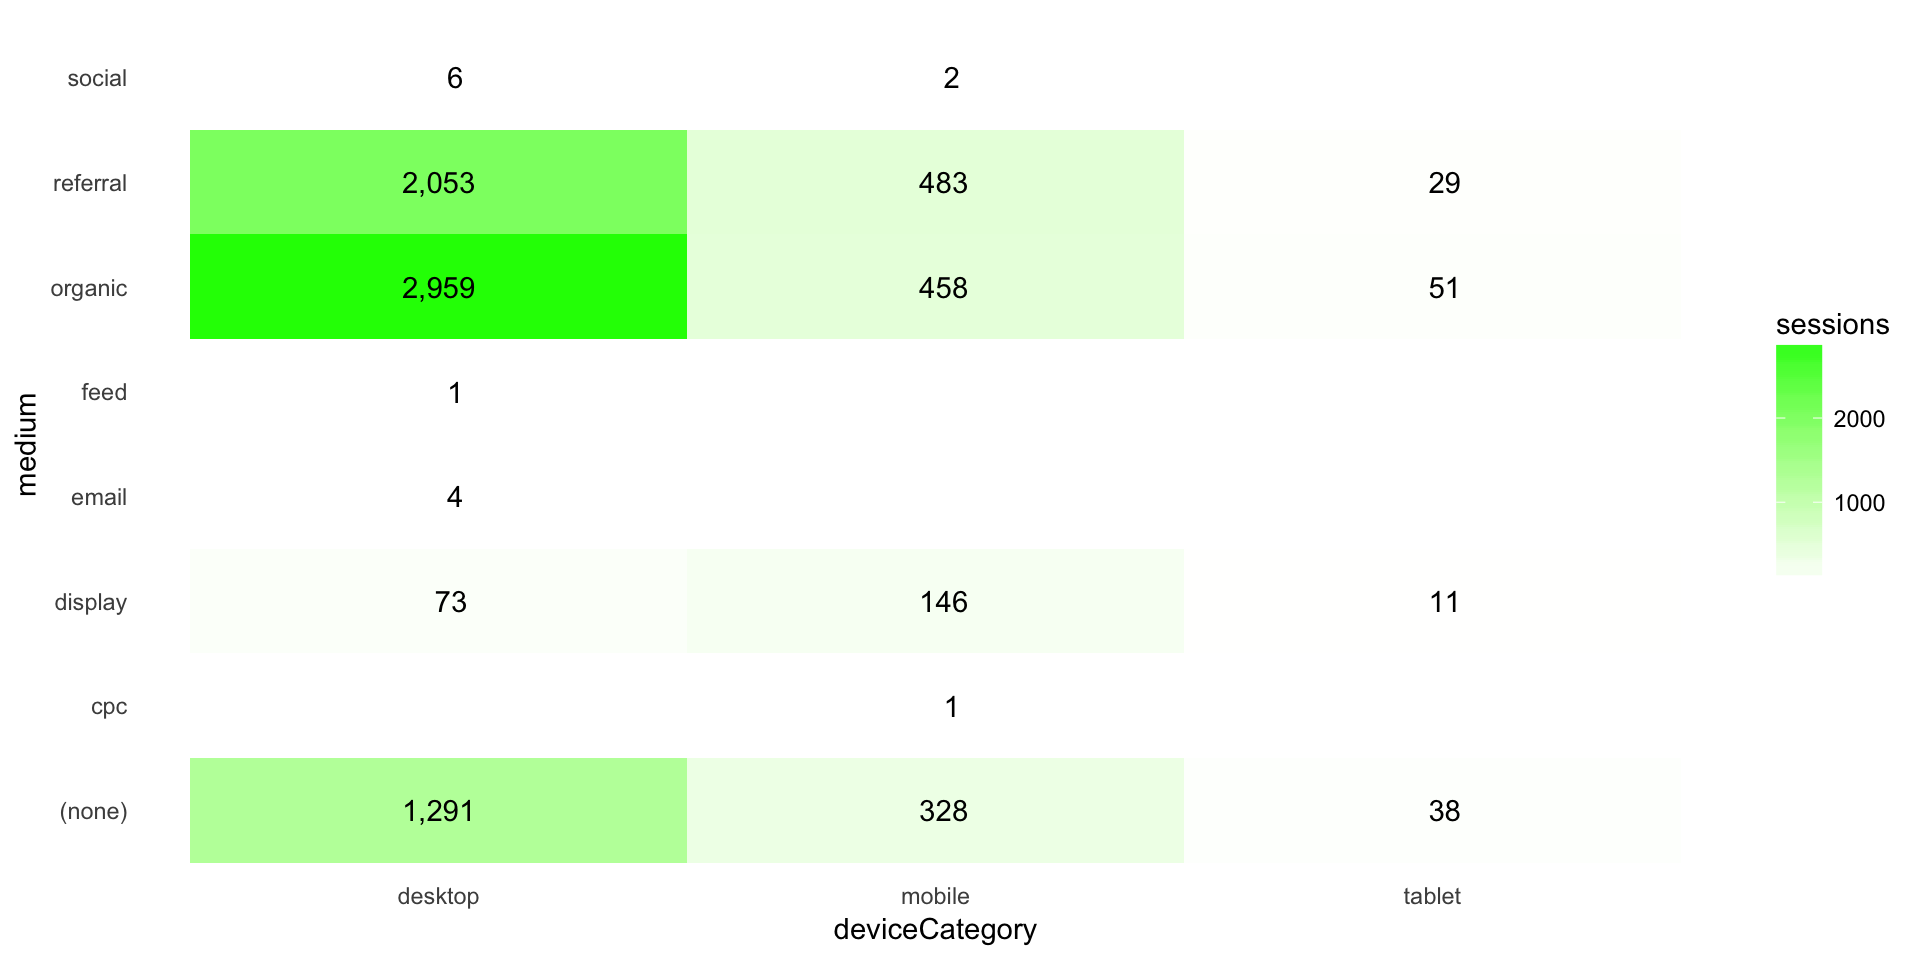 social 6 2
referral 2,053 483 29
organic 2,959 458 51
sessions
feed 1
2000
medium
email 4
1000
display 73 146 11
cpc 1
(none) 1,291 328 38
desktop mobile tablet
deviceCategory